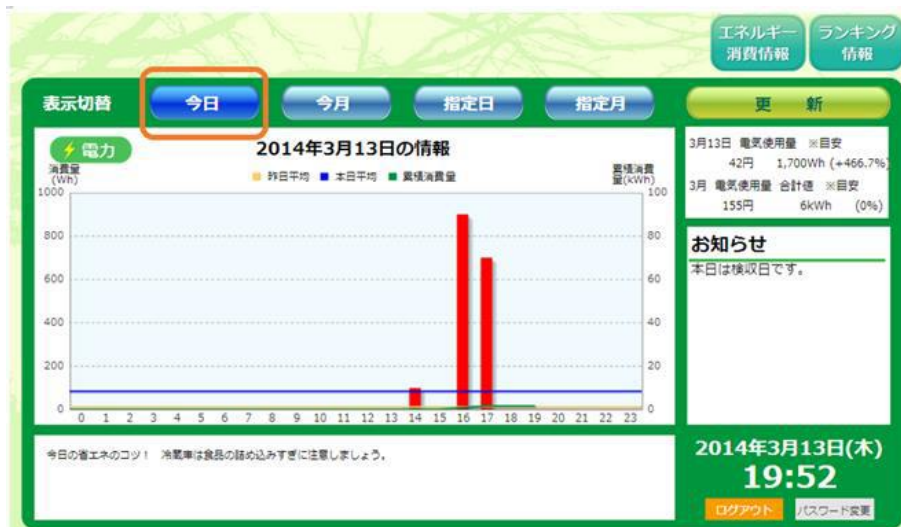 エネルギー
消費情報
ランキング
情報
表示切替
今日
今月
指定日
指定月
更 新
電力
2014年3月13日の情報
消費量
(Wh)
昨日平均
本日平均
累積消費量
累積消費
量(kWh)
1000
800
600
400
200
0
100
80
60
40
20
0
0 1 2 3 4 5 6 7 8 9 10 11 12 13 14 15 16 17 18 19 20 21 22 23
3月13日 電気使用量 ※目安
42円 1,700Wh (+466.7%)
3月 電気使用量 合計値 ※目安
155円 6kWh (0%)
お知らせ
本日は検収日です。
今日の省エネのコツ! 冷蔵庫は食品の詰め込みすぎに注意しましょう。
2014年3月13日(木)
19:52
ログアウト
パスワード変更